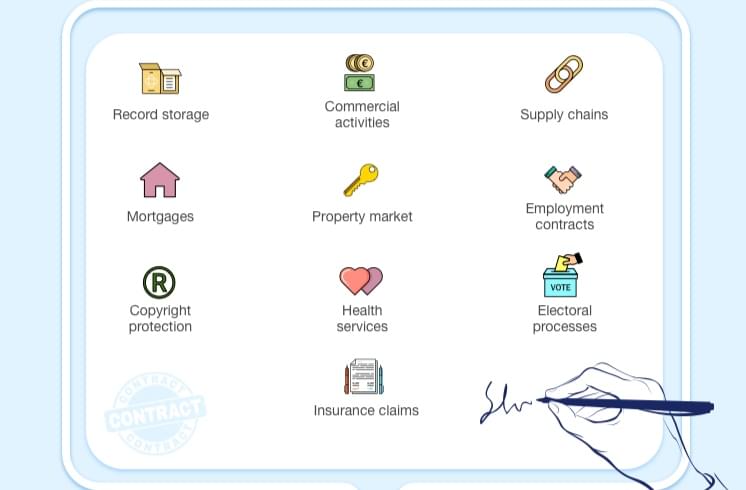 Record storage
Commercial
activities
Supply chains
Mortgages
Property market
Employment
contracts
®
Copyright
protection
Health
services
VOTE
Electoral
processes
Insurance claims
CONTRACT
CONTRACT
CONTRACT